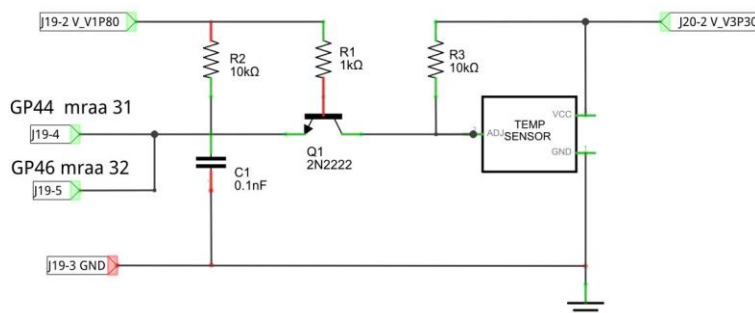 J19-2 V_V1P80
J20-2 V_V3P30
R2
10kΩ
R1
1kΩ
R3
10kΩ
GP44 mraa 31
J19-4
GP46 mraa 32
J19-5
C1
0.1nF
Q1
2N2222
TEMP
SENSOR
VCC
ADJ
GND
J19-3 GND